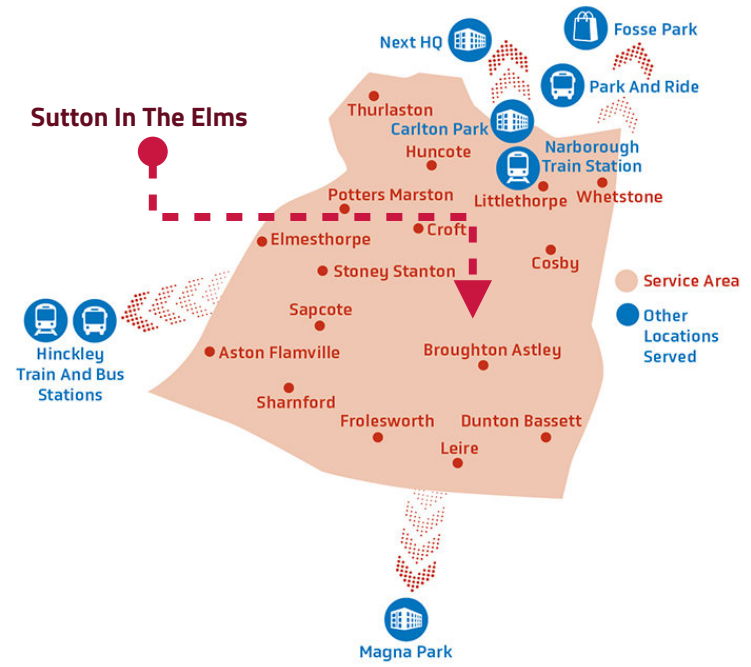 Fosse Park
Next HQ
Park And Ride
Sutton In The Elms
Thurlaston
Carlton Park
Huncote
Narborough
Train Station
Potters Marston
Littlethorpe
Whetstone
Croft
Elmesthorpe
Cosby
Stoney Stanton
Service Area
Sapcote
Other
Locations
Served
Hinckley
Train And Bus
Stations
Aston Flamville
Broughton Astley
Sharnford
Frolesworth
Dunton Bassett
Leire
Magna Park